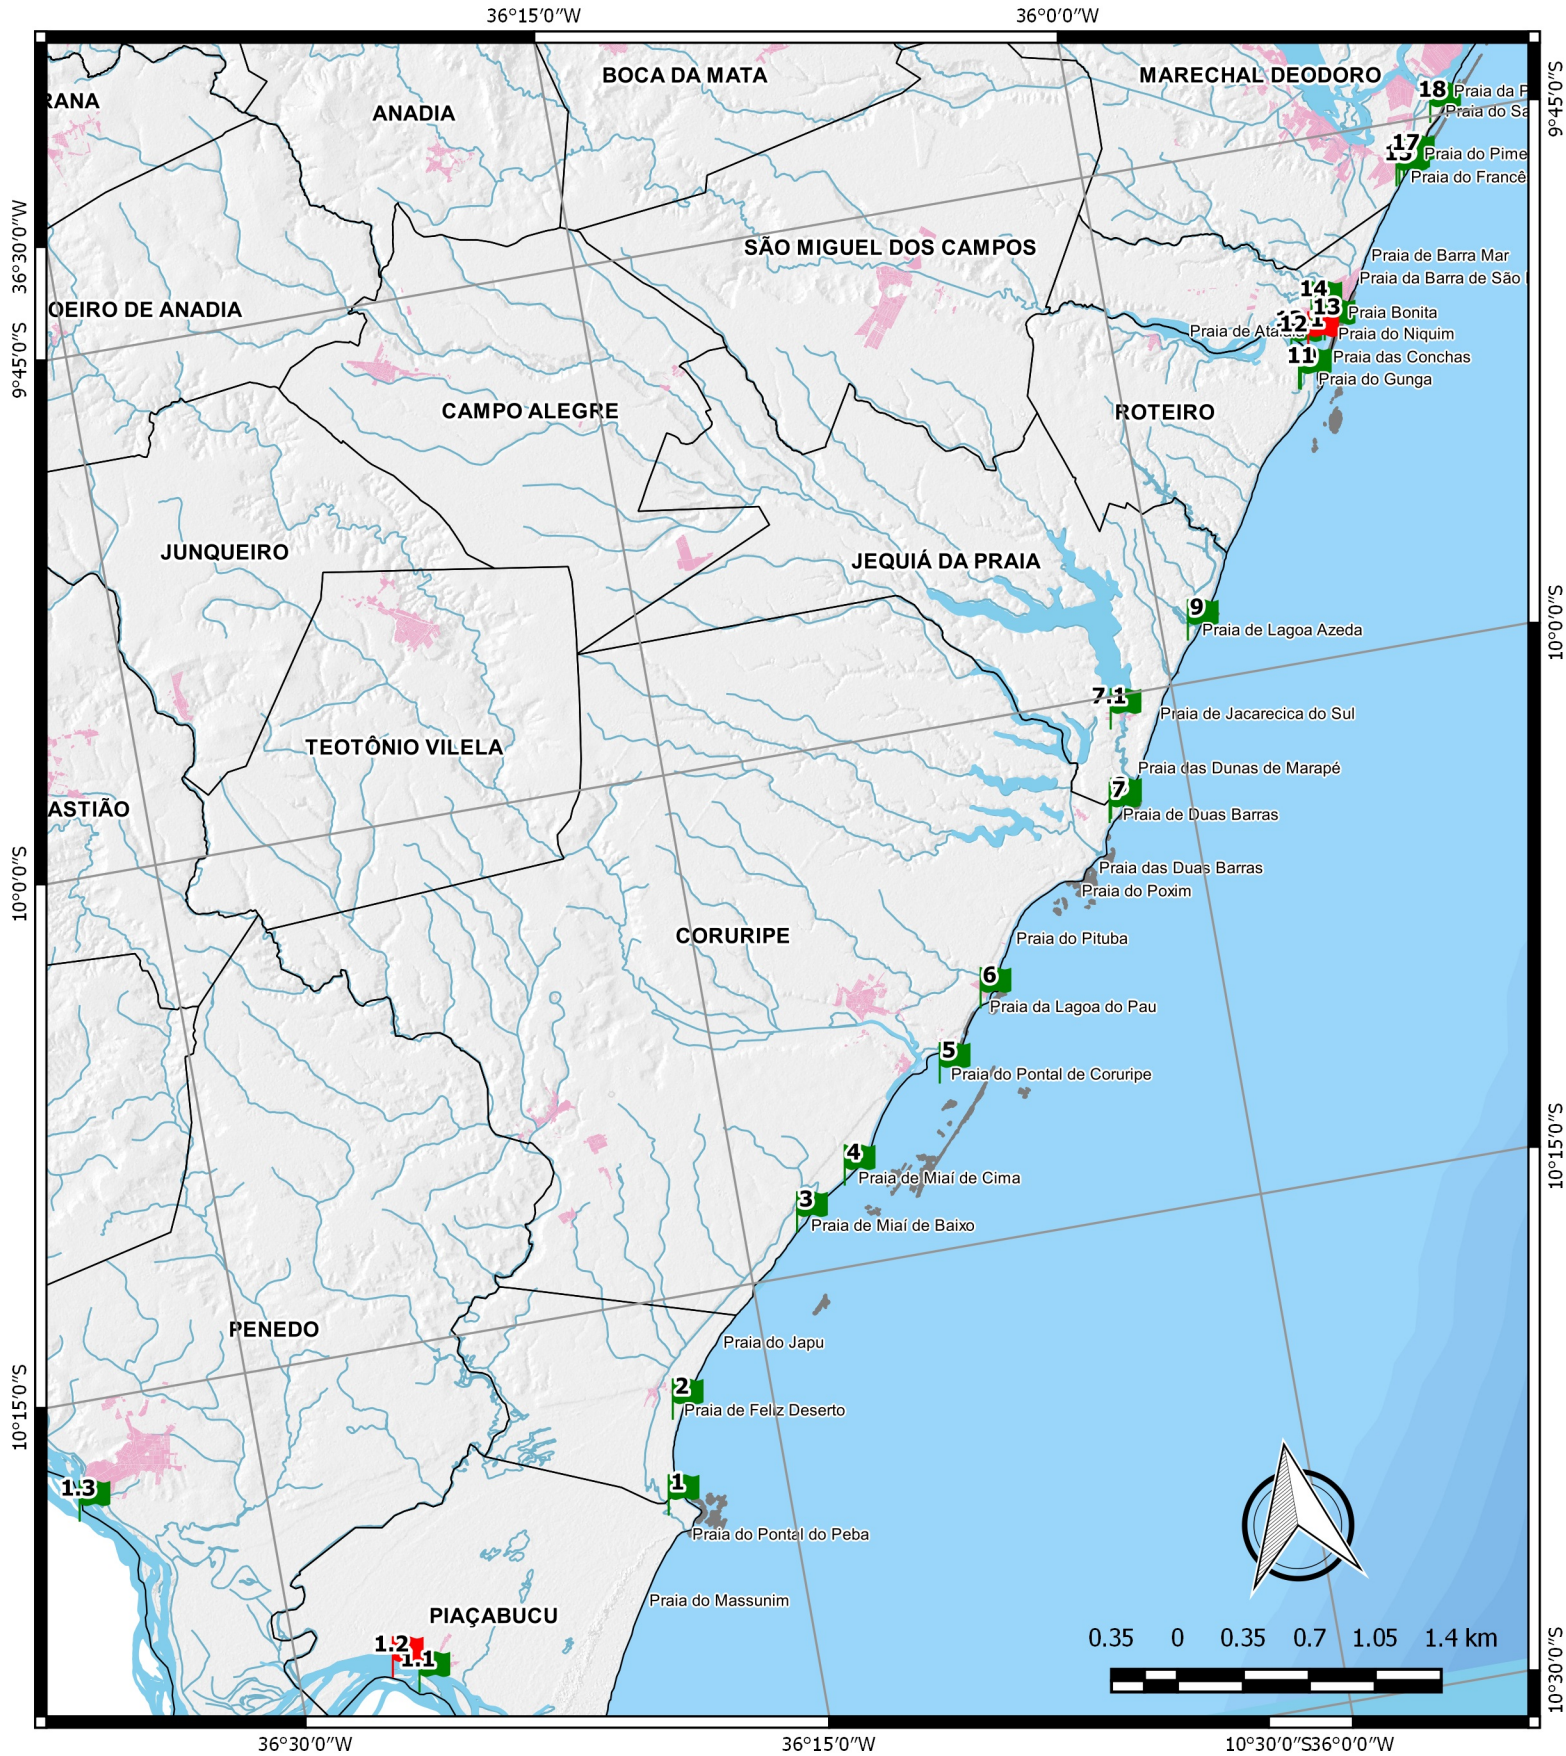 36°15'0"W
36°0'0"W
BOCA DA MATA
MARECHAL DEODORO
RANA
ANADIA
18
Praia da P
Praia do Sa
9°45'0"S
17
Praia do Pime
Praia do Francê
36°30'0"W
SÃO MIGUEL DOS CAMPOS
Praia de Barra Mar
Praia da Barra de São
14
OEIRO DE ANADIA
13
Praia Bonita
12
Praia de
Praia do Niquim
9°45'0"S
11
Praia das Conchas
Praia do Gunga
CAMPO ALEGRE
ROTEIRO
JUNQUEIRO
JEQUIÁ DA PRAIA
9
Praia de Lagoa Azeda
10°0'0"S
7.1
Praia de Jacarecica do Sul
TEOTÔNIO VILELA
Praia das Dunas de Marapé
7
ASTIÃO
Praia de Duas Barras
Praia das Duas Barras
10°0'0"S
Praia do Poxim
CORURIPE
Praia do Pituba
6
Praia da Lagoa do Pau
5
Praia do Pontal de Coruripe
10°15'0"S
4
Praia de Miaí de Cima
3
Praia de Miaí de Baixo
PENEDO
Praia do Japu
2
Praia de Feliz Deserto
10°15'0"S
1
1.3
Praia do Pontal do Peba
Praia do Massunim
PIAÇABUCU
1.2
1.1
0.35 0 0.35 0.7 1.05 1.4 km
10°30'0"S
36°30'0"W
36°15'0"W
10°30'0"S
36°0'0"W